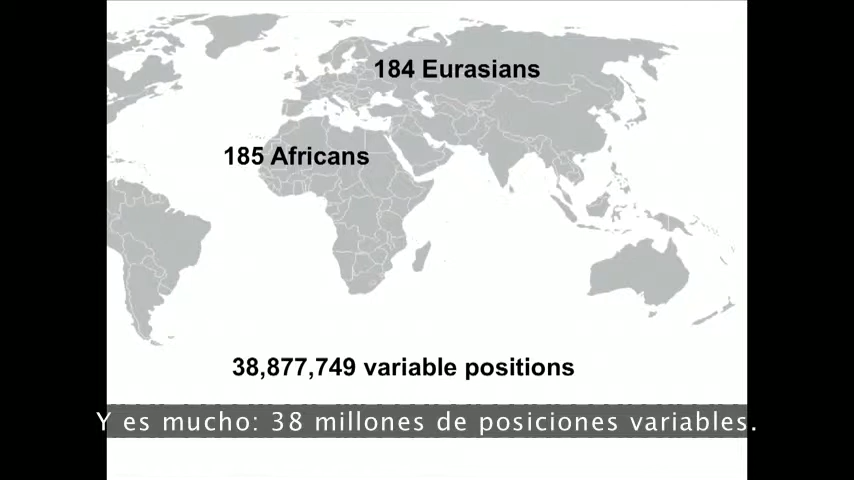 184 Eurasians
185 Africans
38,877,749 variable positions
Y es mucho: 38 millones de posiciones variables.